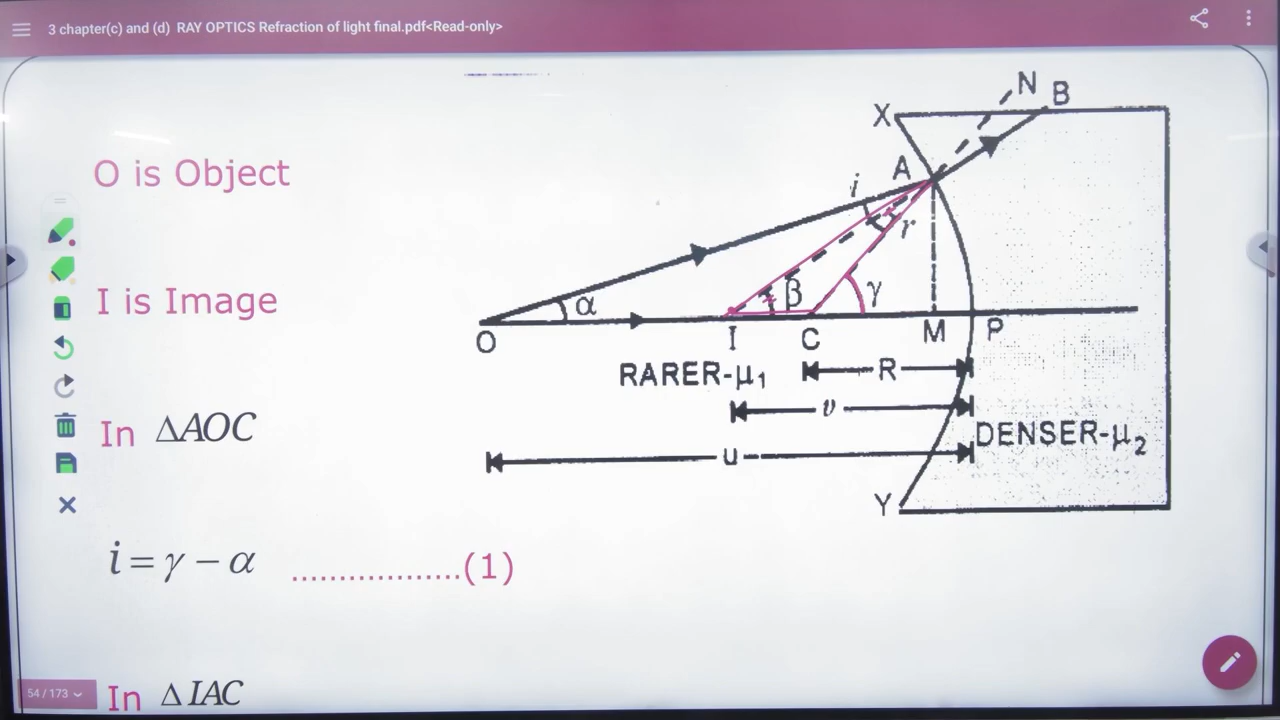 3 chapter(c) and (d) RAY OPTICS Refraction of light final.pdf<Read-only>
O is Object
I is Image
In ΔAOC
i = γ − α ..................(1)
54 / 173
In Δ IAC
X
N
B
A
i
r
α
β
γ
O
I
C
M
P
RARER-μ₁
R
υ
DENSER-μ₂
u
Y